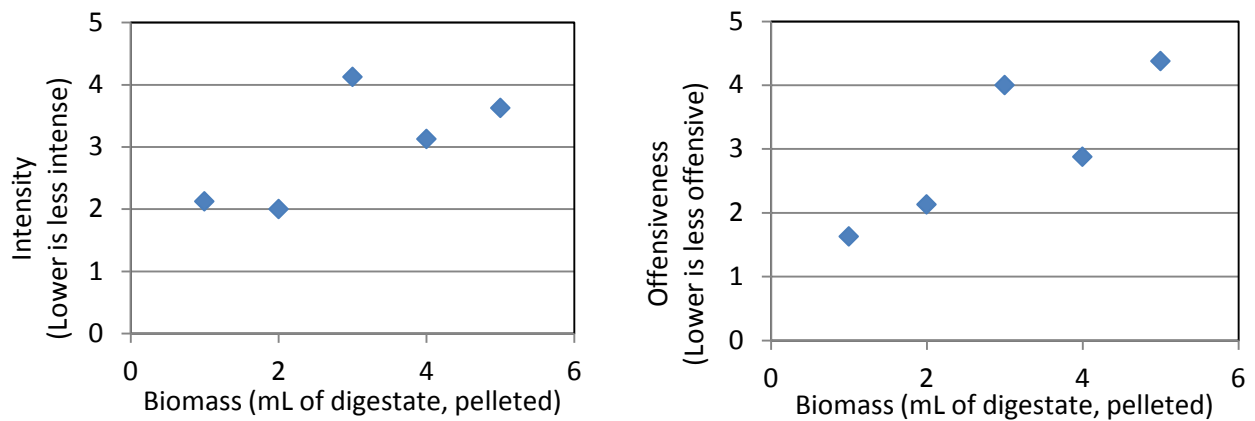 Intensity
(Lower is less intense)
5
4
3
2
1
0
0 2 4 6
Biomass (mL of digestate, pelleted)
Offensiveness
(Lower is less offensive)
5
4
3
2
1
0
0 2 4 6
Biomass (mL of digestate, pelleted)